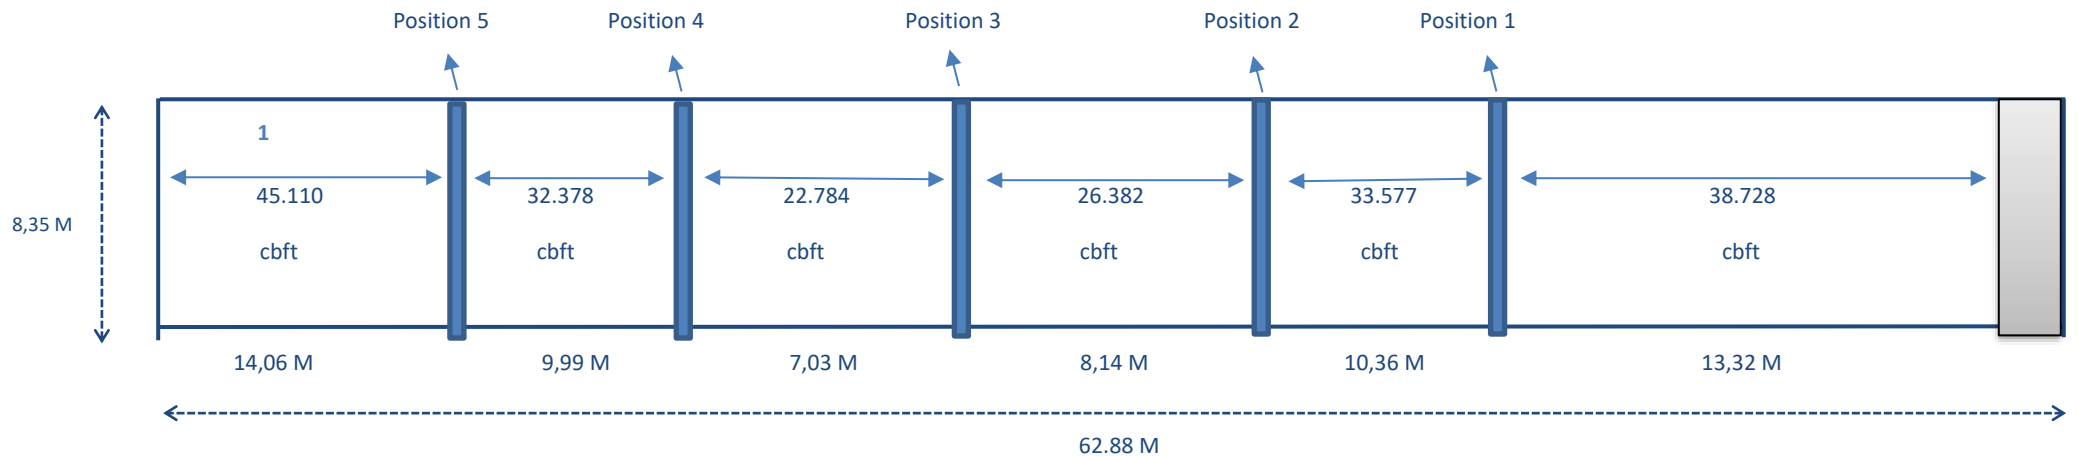 Position 5
Position 4
Position 3
Position 2
Position 1
1
45.110
32.378
22.784
26.382
33.577
38.728
8,35 M
cbft
cbft
cbft
cbft
cbft
cbft
14,06 M
9,99 M
7,03 M
8,14 M
10,36 M
13,32 M
62.88 M